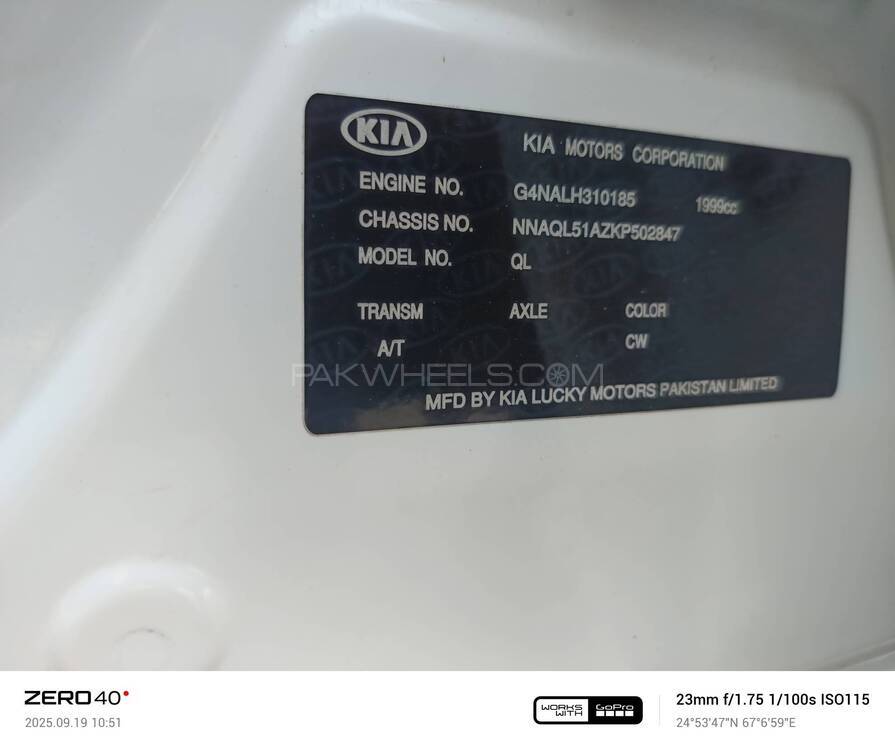 KIA
KIA MOTORS CORPORATION
ENGINE NO. G4NALH310185 1999cc
CHASSIS NO. NNAQL51AZKP502847
MODEL NO. QL
TRANSM AXLE COLOR
A/T CW
PAKWHEELS.COM
MFD BY KIA LUCKY MOTORS PAKISTAN LIMITED
ZERO40
2025.09.19 10:51
WORKS WITH GoPro
23mm f/1.75 1/100s ISO115
24°53'47"N 67°6'59"E